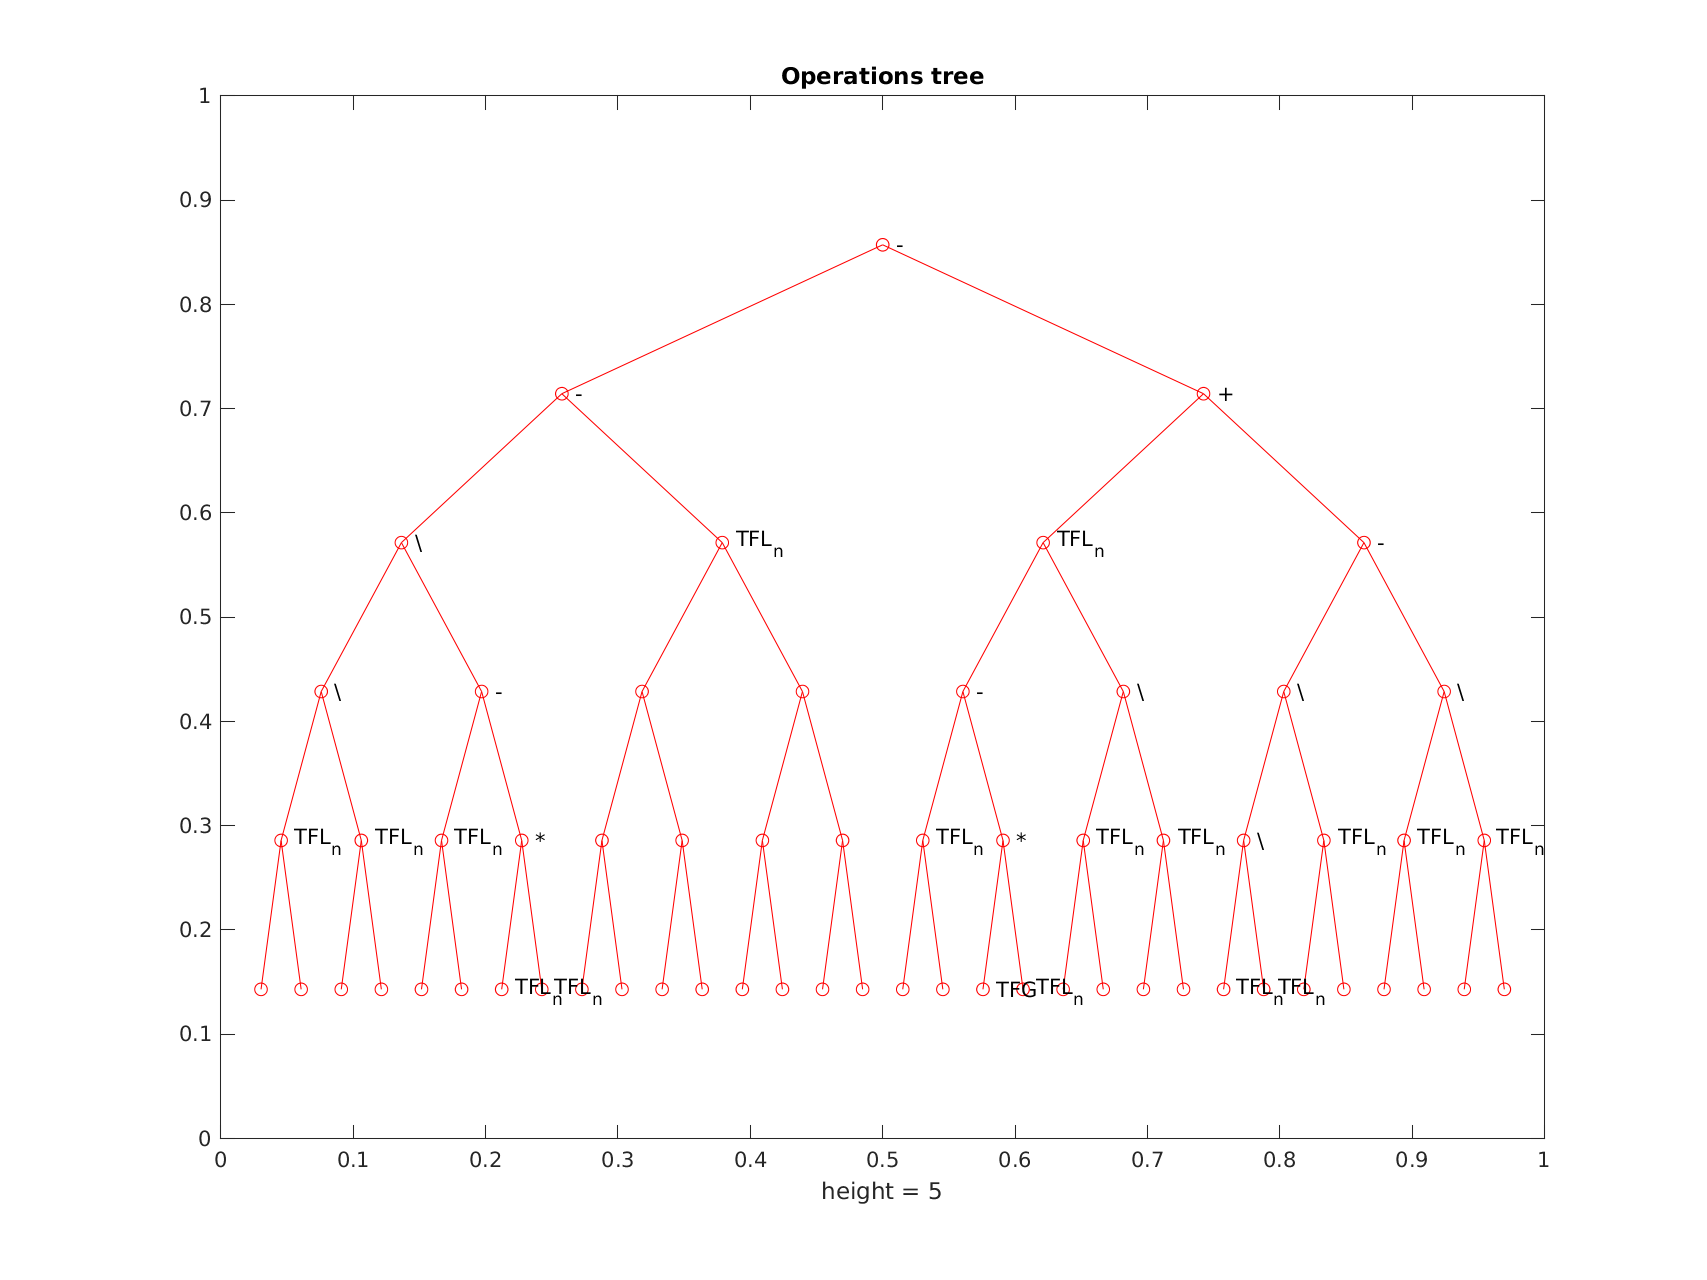 Operations tree
1
0.9
-
0.8
- +
0.7
0.6
\ TFLn TFLn -
0.5
\ - - \ \ \
0.4
0.3
TFLn TFLn TFLn * TFLn * TFLn TFLn \ TFLn TFLn TFLn
0.2
TFLn TFLn TFG TFLn TFLn TFLn
0.1
0
0 0.1 0.2 0.3 0.4 0.5 0.6 0.7 0.8 0.9 1
height = 5